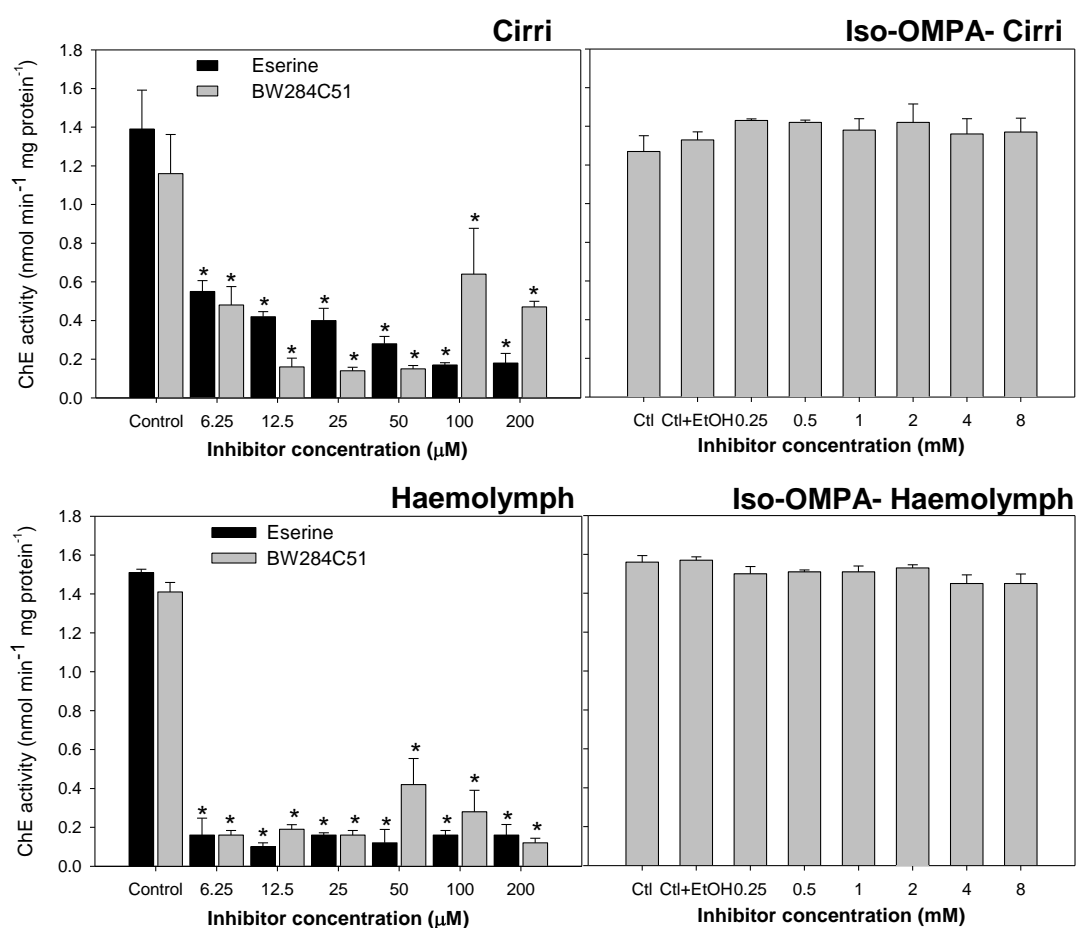 Cirri
ChE activity (nmol min-1 mg protein-1)
1.8
1.6
1.4
1.2
1.0
0.8
0.6
0.4
0.2
0.0
Eserine
BW284C51
* * * * * * * * * * * *
Control 6.25 12.5 25 50 100 200
Inhibitor concentration (μM)
Iso-OMPA- Cirri
Ctl Ctl+EtOH 0.25 0.5 1 2 4 8
Inhibitor concentration (mM)
Haemolymph
ChE activity (nmol min-1 mg protein-1)
1.8
1.6
1.4
1.2
1.0
0.8
0.6
0.4
0.2
0.0
Eserine
BW284C51
* * * * * * * * * * * *
Control 6.25 12.5 25 50 100 200
Inhibitor concentration (μM)
Iso-OMPA- Haemolymph
Ctl Ctl+EtOH 0.25 0.5 1 2 4 8
Inhibitor concentration (mM)